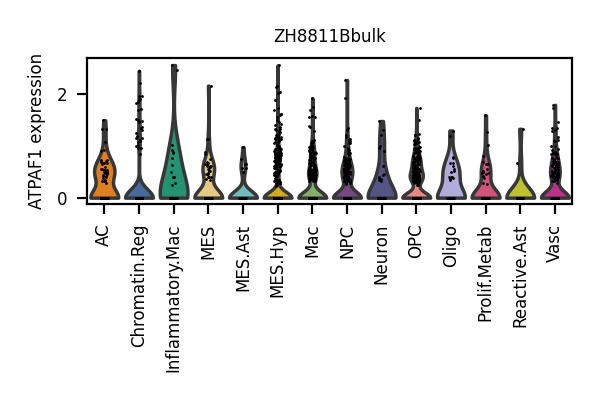 ZH8811Bbulk
ATPAF1 expression
2
0
AC
Chromatin.Reg
Inflammatory.Mac
MES
MES.Ast
MES.Hyp
Mac
NPC
Neuron
OPC
Oligo
Prolif.Metab
Reactive.Ast
Vasc